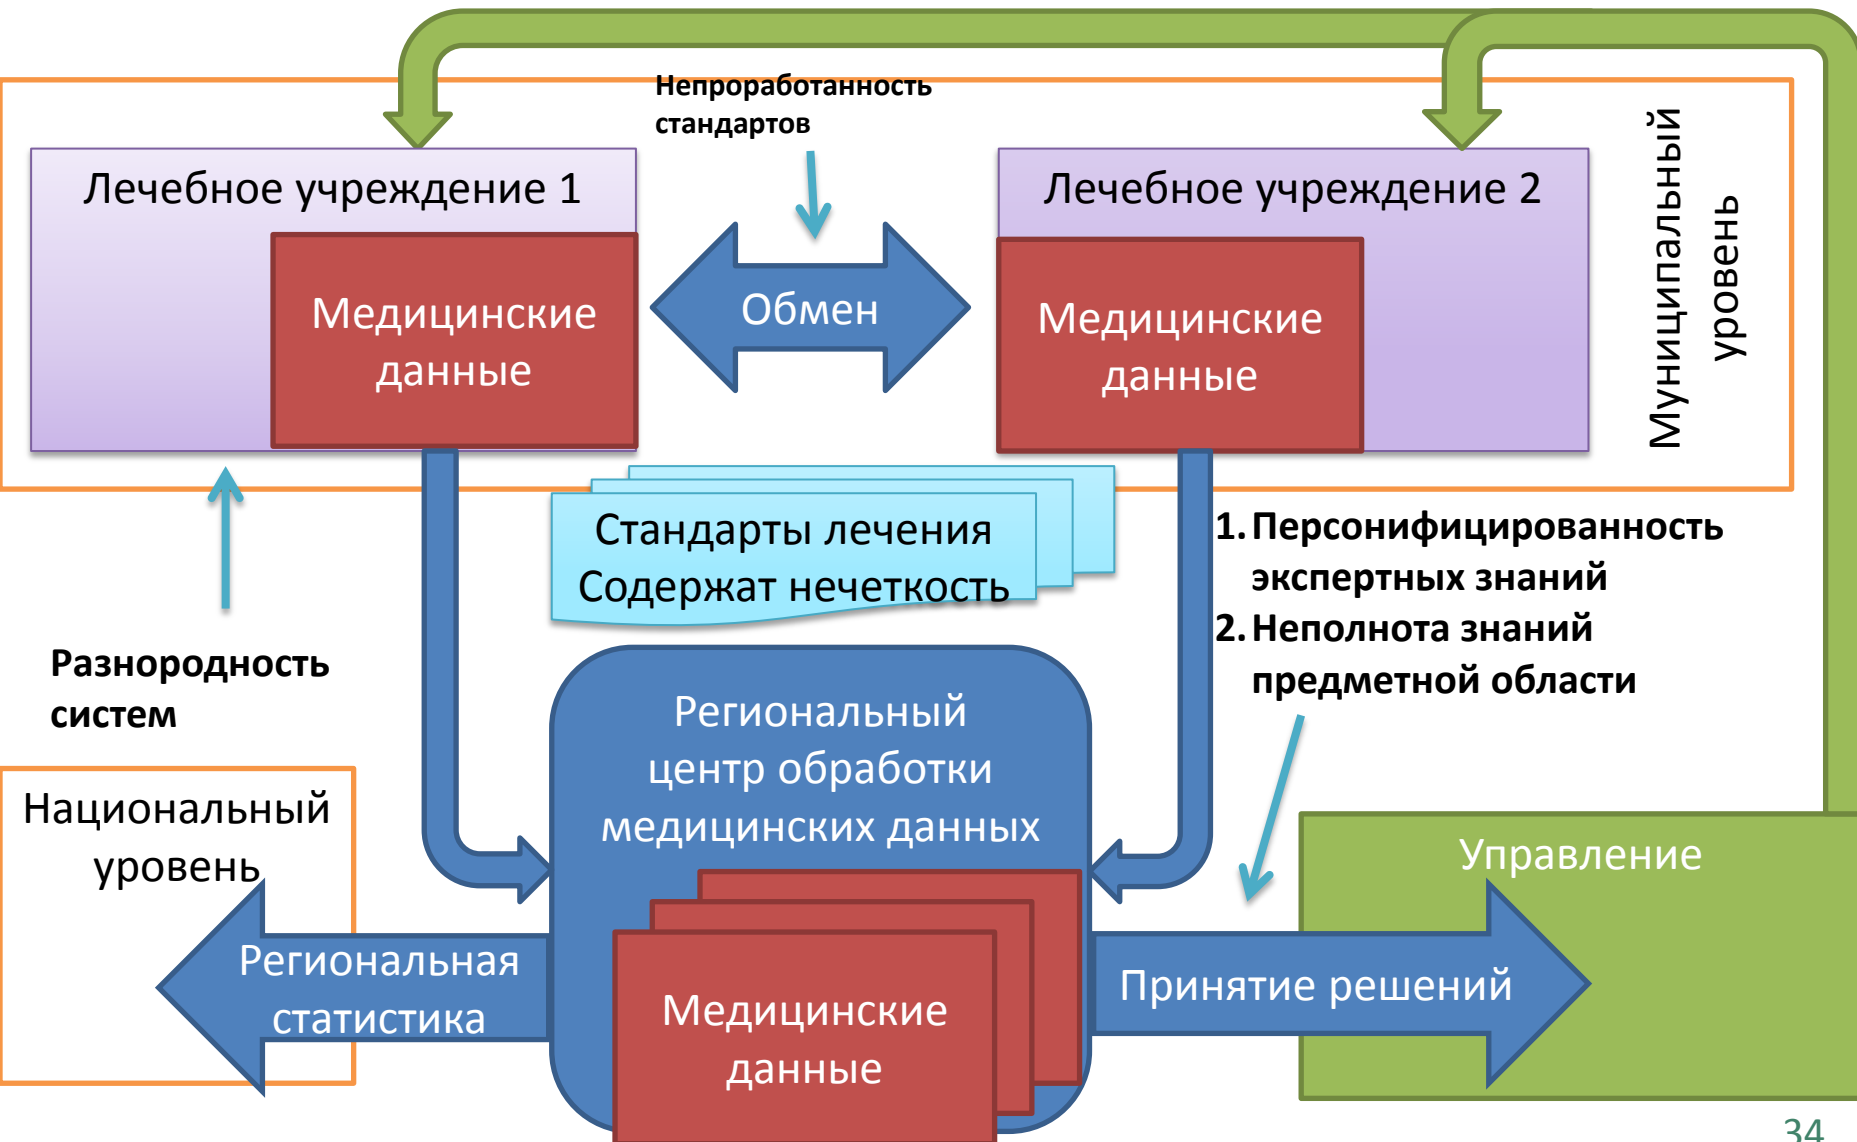 Непроработанность
стандартов
Лечебное учреждение 1
Лечебное учреждение 2
Муниципальный
уровень
Медицинские
данные
Обмен
Медицинские
данные
Стандарты лечения
Содержат нечеткость
1. Персонифицированность
экспертных знаний
2. Неполнота знаний
предметной области
Разнородность
систем
Региональный
центр обработки
медицинских данных
Национальный
уровень
Управление
Региональная
статистика
Медицинские
данные
Принятие решений
34